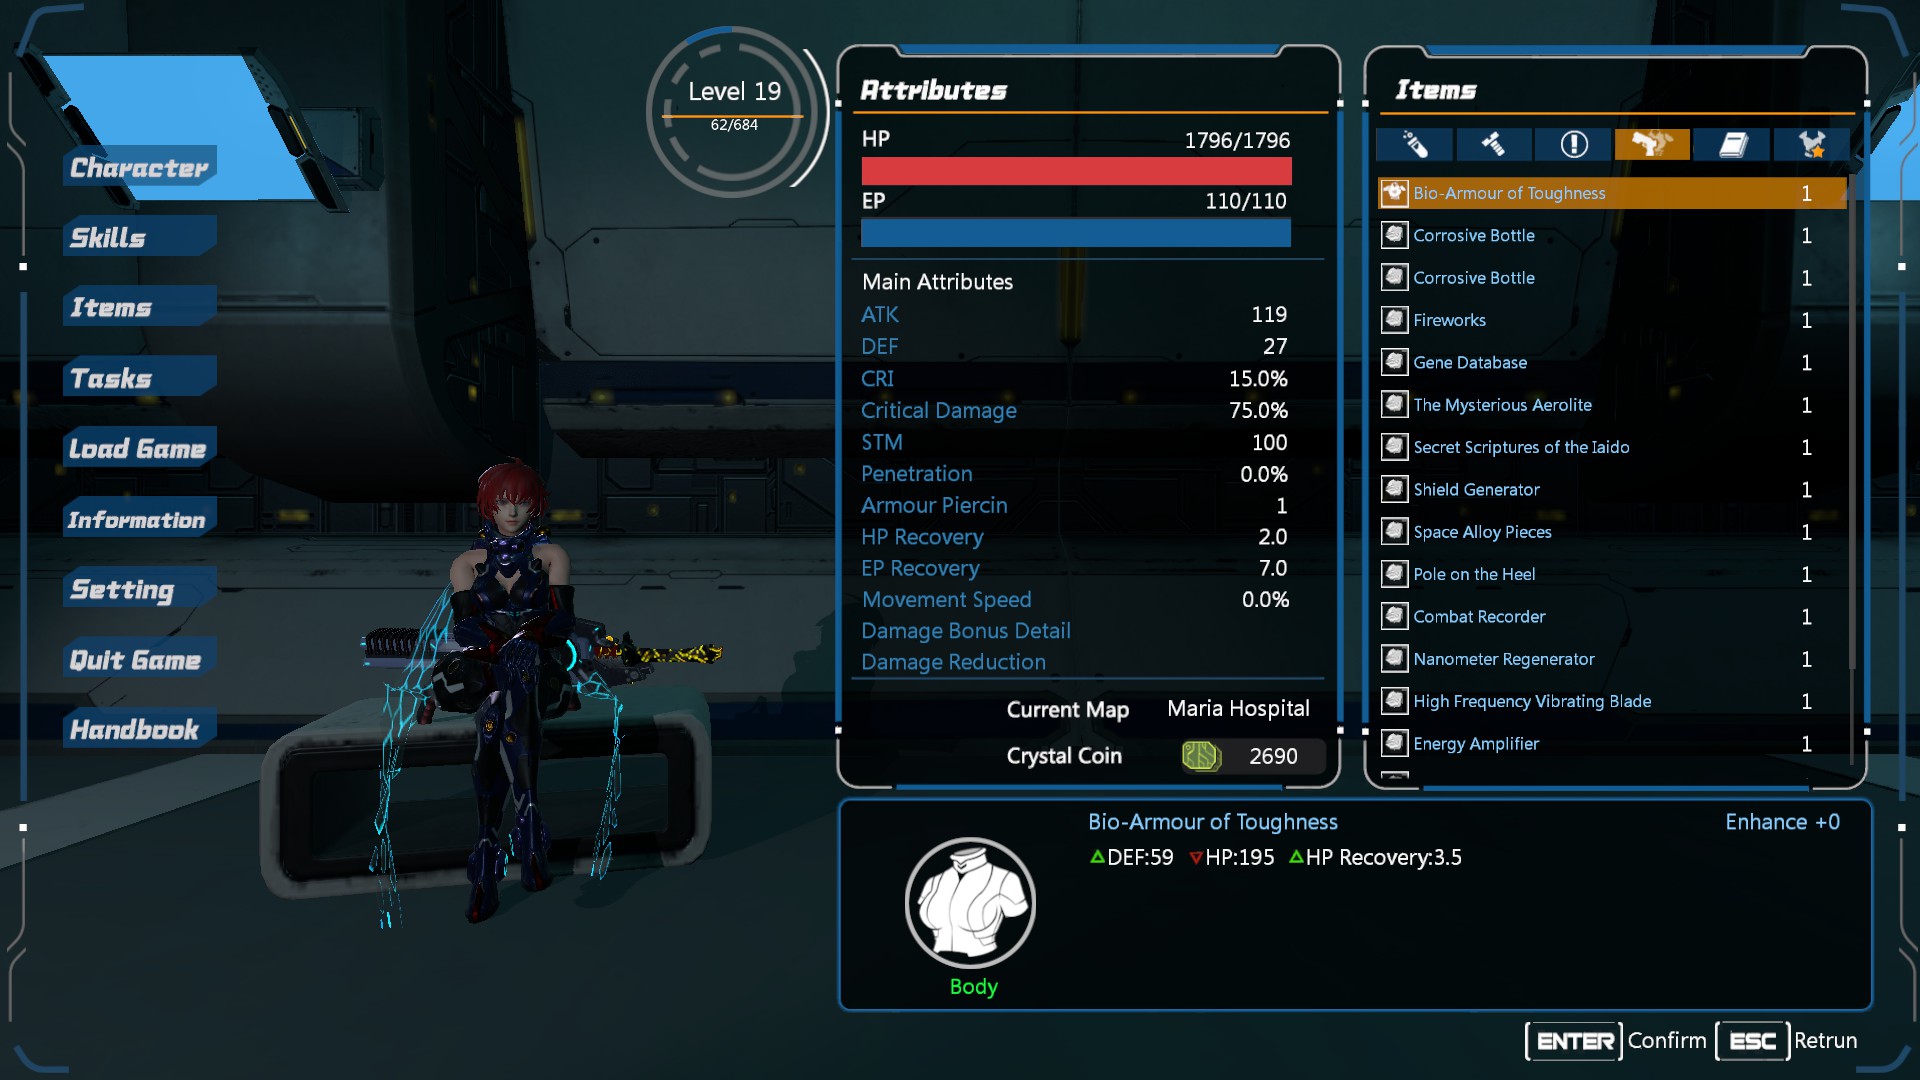 Level 19
62/684
Character
Skills
Items
Tasks
Load Game
Information
Setting
Quit Game
Handbook
Attributes
HP 1796/1796
EP 110/110
Main Attributes
ATK 119
DEF 27
CRI 15.0%
Critical Damage 75.0%
STM 100
Penetration 0.0%
Armour Piercin 1
HP Recovery 2.0
EP Recovery 7.0
Movement Speed 0.0%
Damage Bonus Detail
Damage Reduction
Current Map Maria Hospital
Crystal Coin 2690
Items
Bio-Armour of Toughness 1
Corrosive Bottle 1
Corrosive Bottle 1
Fireworks 1
Gene Database 1
The Mysterious Aerolite 1
Secret Scriptures of the Iaido 1
Shield Generator 1
Space Alloy Pieces 1
Pole on the Heel 1
Combat Recorder 1
Nanometer Regenerator 1
High Frequency Vibrating Blade 1
Energy Amplifier 1
Bio-Armour of Toughness Enhance +0
DEF:59 HP:195 HP Recovery:3.5
Body
ENTER Confirm ESC Retrun